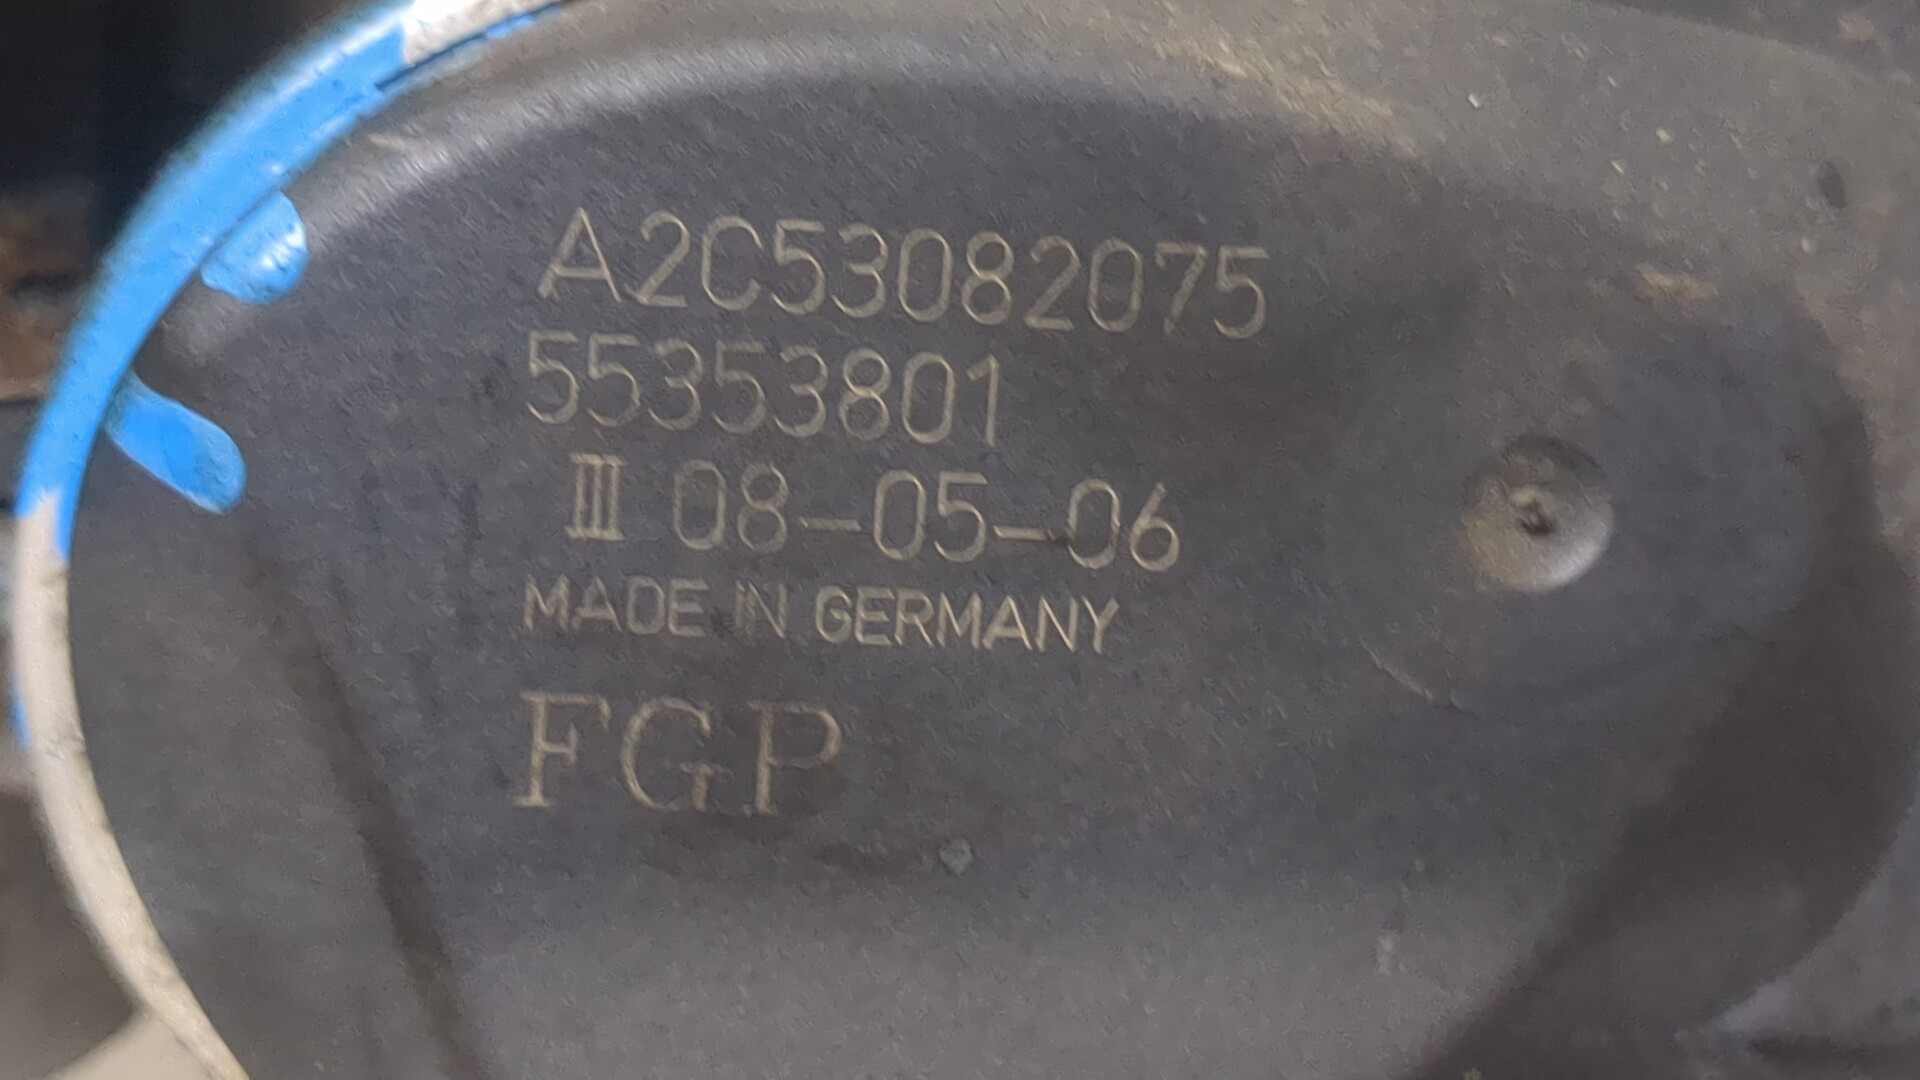 A2C53082075
55353801
III 08-05-06
MADE IN GERMANY
FGP